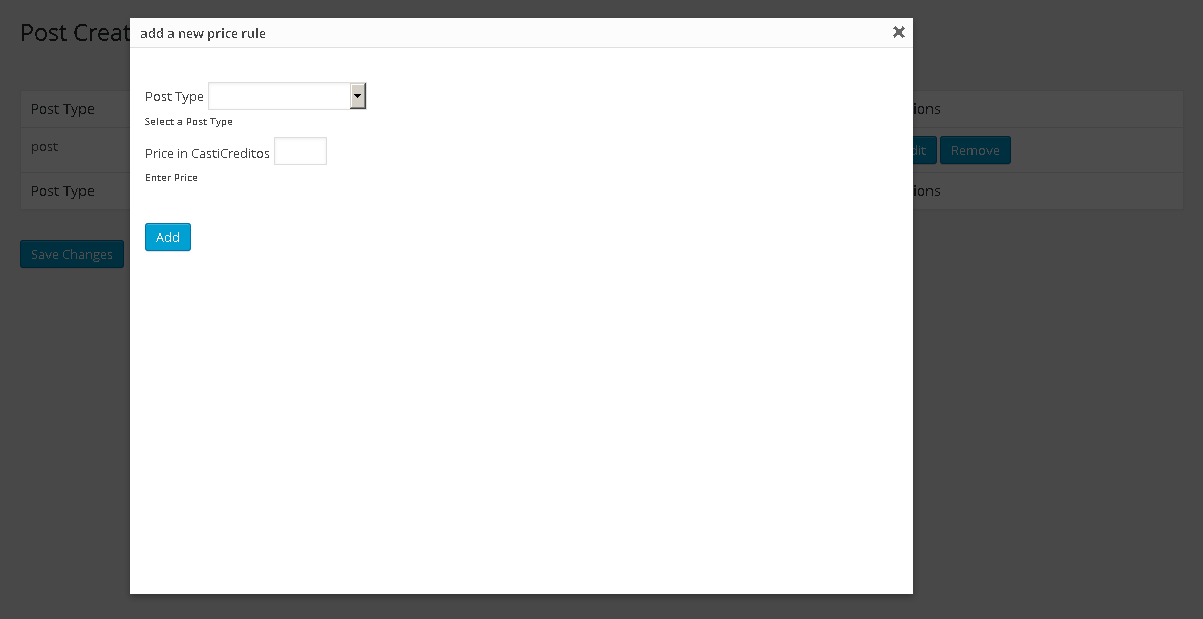 Post Creat
add a new price rule
Post Type
Select a Post Type
Price in CastiCreditos
Enter Price
Add
Post Type
ions
post
dit
Remove
Post Type
ions
Save Changes